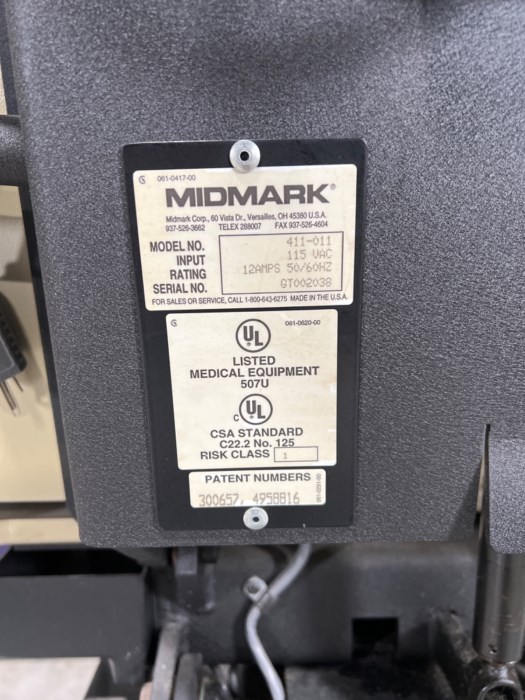 061-0417-00
MIDMARK®
Midmark Corp., 60 Vista Dr., Versailles, OH 45380 U.S.A.
937-526-3662 TELEX 288007 FAX 937-526-4604
MODEL NO. 411-011
INPUT 115 VAC
RATING 12AMPS 50/60HZ
SERIAL NO. GT002038
FOR SALES OR SERVICE, CALL 1-800-643-6275 MADE IN THE U.S.A.
061-0620-00
UL
LISTED
MEDICAL EQUIPMENT
507U
C UL
CSA STANDARD
C22.2 No. 125
RISK CLASS 1
PATENT NUMBERS
300657, 4958816